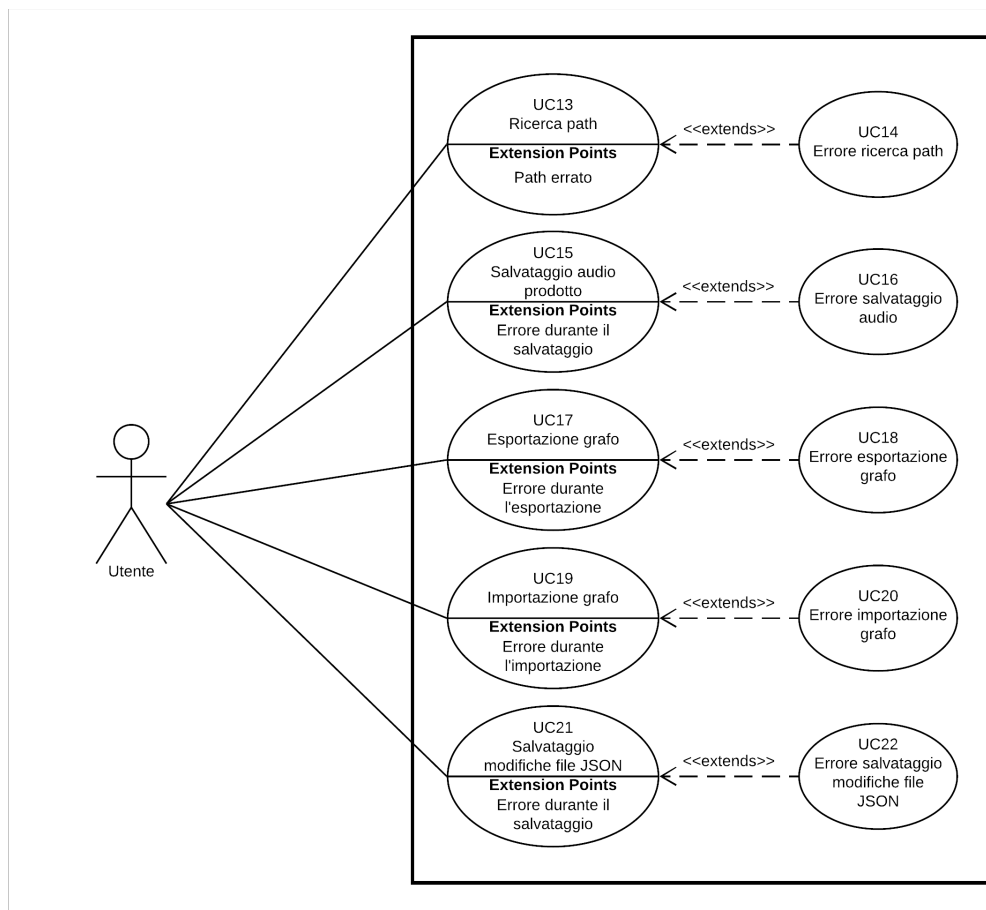 UC13
Ricerca path
Extension Points
Path errato
<<extends>>
UC14
Errore ricerca path
UC15
Salvataggio audio
prodotto
Extension Points
Errore durante il
salvataggio
<<extends>>
UC16
Errore salvataggio
audio
UC17
Esportazione grafo
Extension Points
Errore durante
l'esportazione
<<extends>>
UC18
Errore esportazione
grafo
Utente
UC19
Importazione grafo
Extension Points
Errore durante
l'importazione
<<extends>>
UC20
Errore importazione
grafo
UC21
Salvataggio
modifiche file JSON
Extension Points
Errore durante il
salvataggio
<<extends>>
UC22
Errore salvataggio
modifiche file
JSON